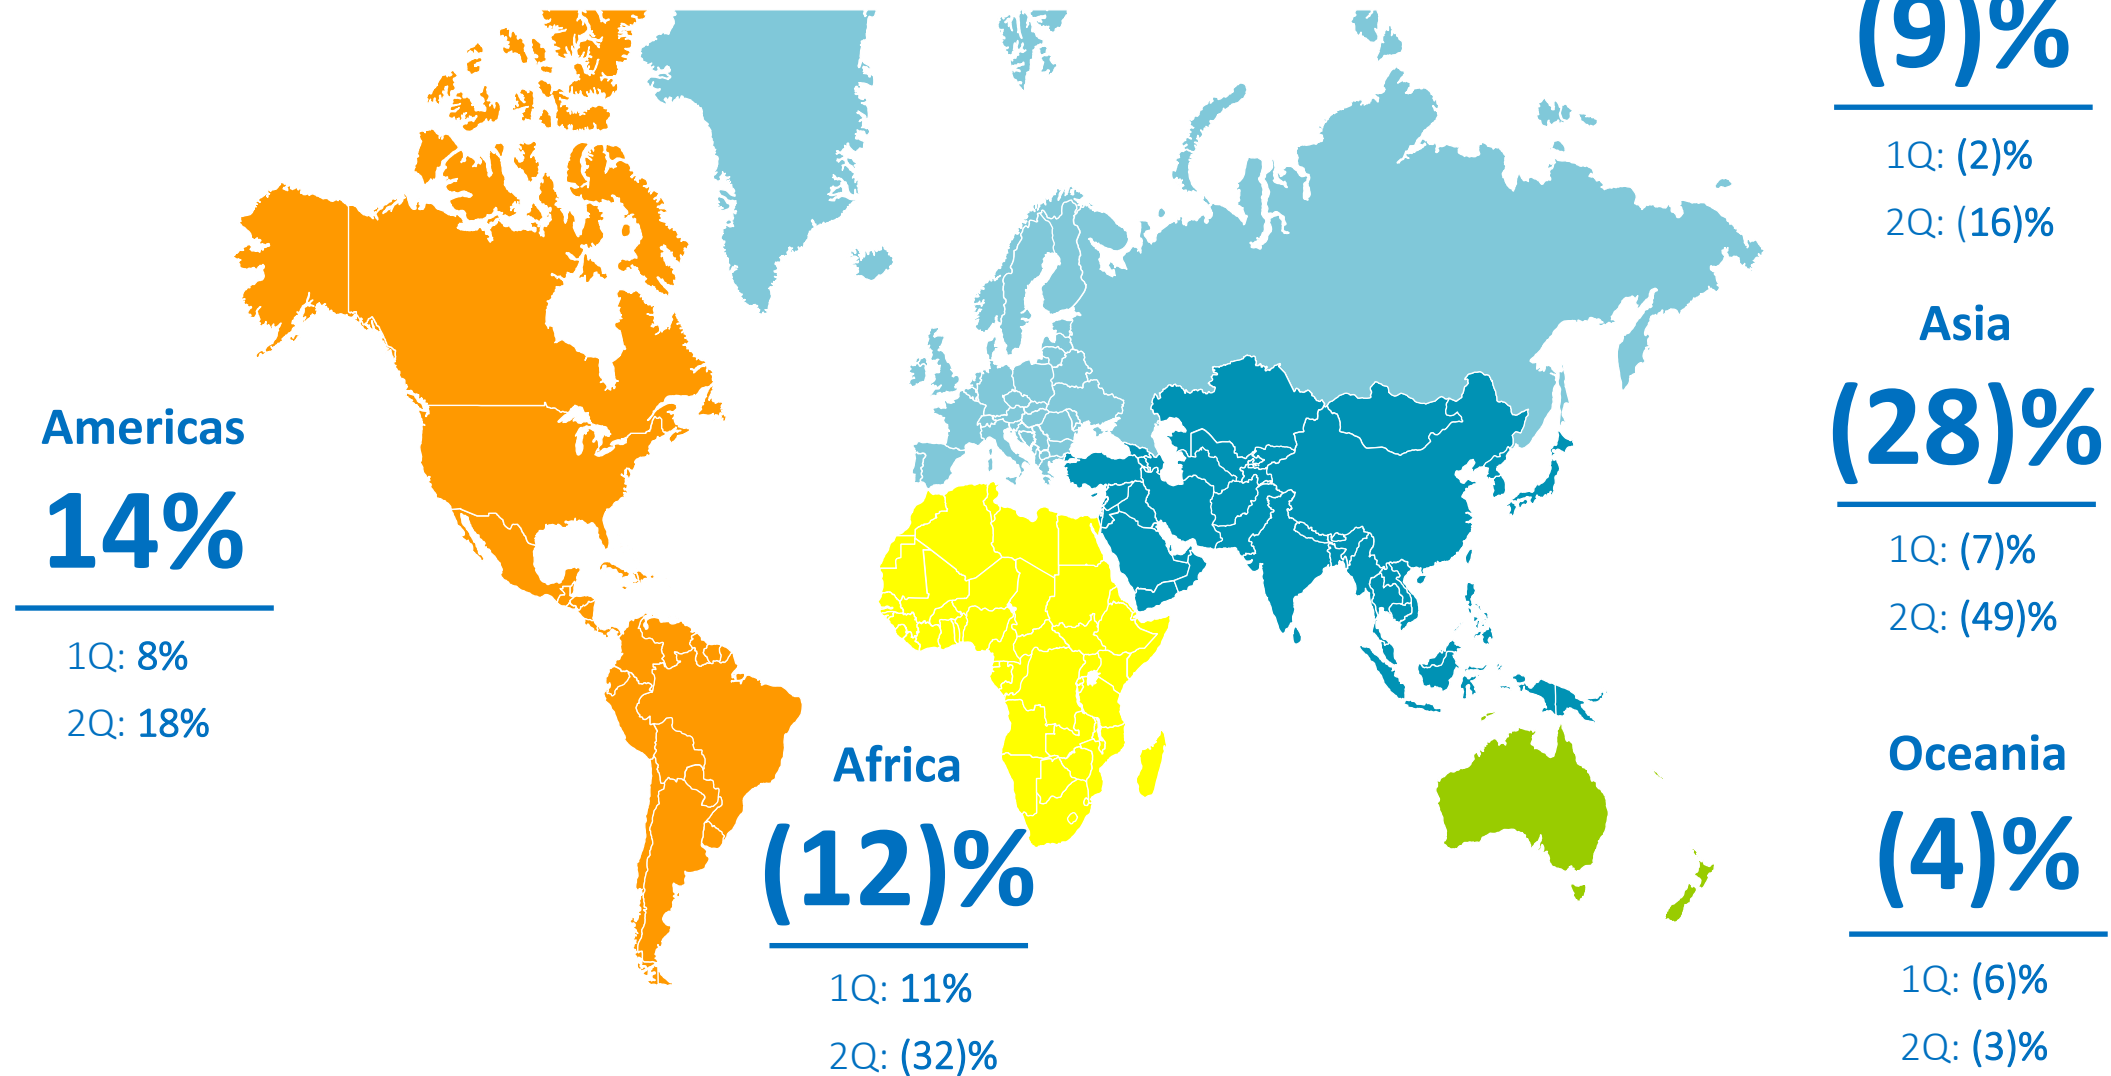 (9)%
1Q: (2)%
2Q: (16)%
Asia
(28)%
1Q: (7)%
2Q: (49)%
Americas
14%
1Q: 8%
2Q: 18%
Africa
(12)%
1Q: 11%
2Q: (32)%
Oceania
(4)%
1Q: (6)%
2Q: (3)%